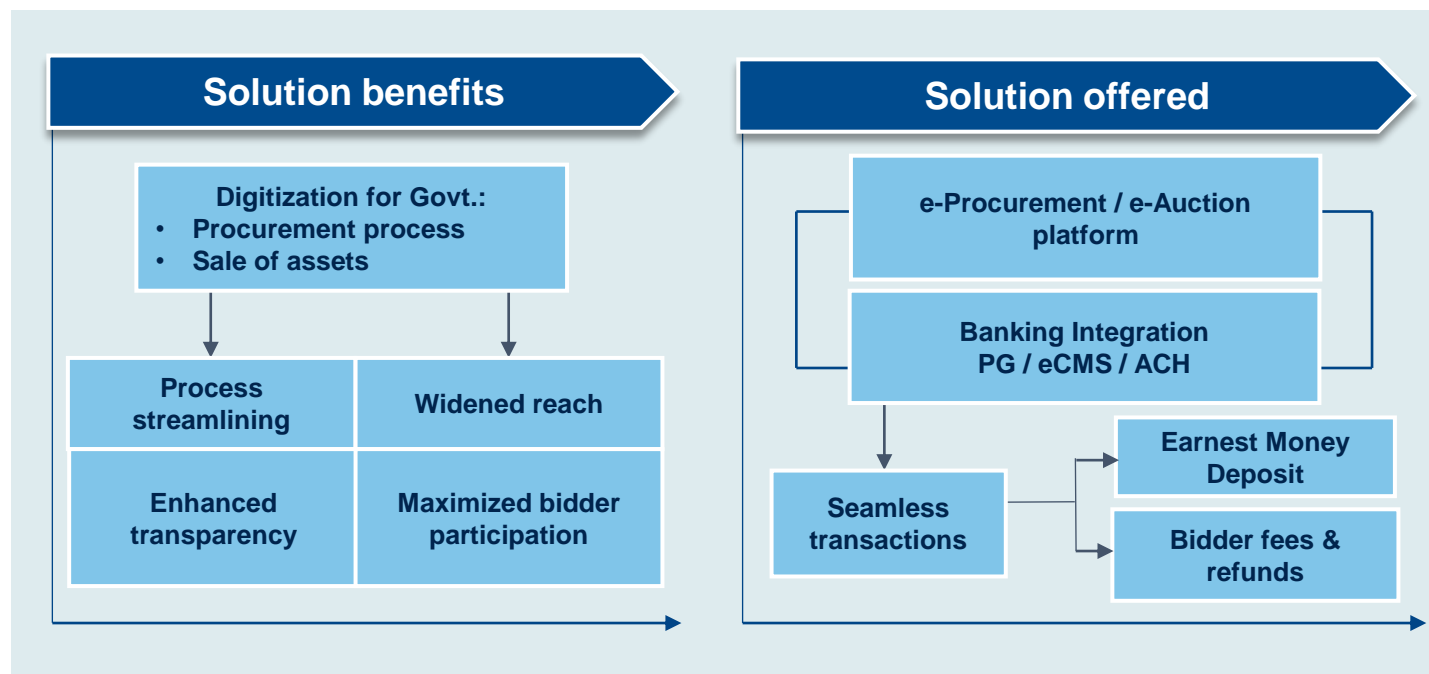 Solution benefits
Digitization for Govt.:
• Procurement process
• Sale of assets
Process
streamlining
Widened reach
Enhanced
transparency
Maximized bidder
participation
Solution offered
e-Procurement / e-Auction
platform
Banking Integration
PG / eCMS / ACH
Seamless
transactions
Earnest Money
Deposit
Bidder fees &
refunds